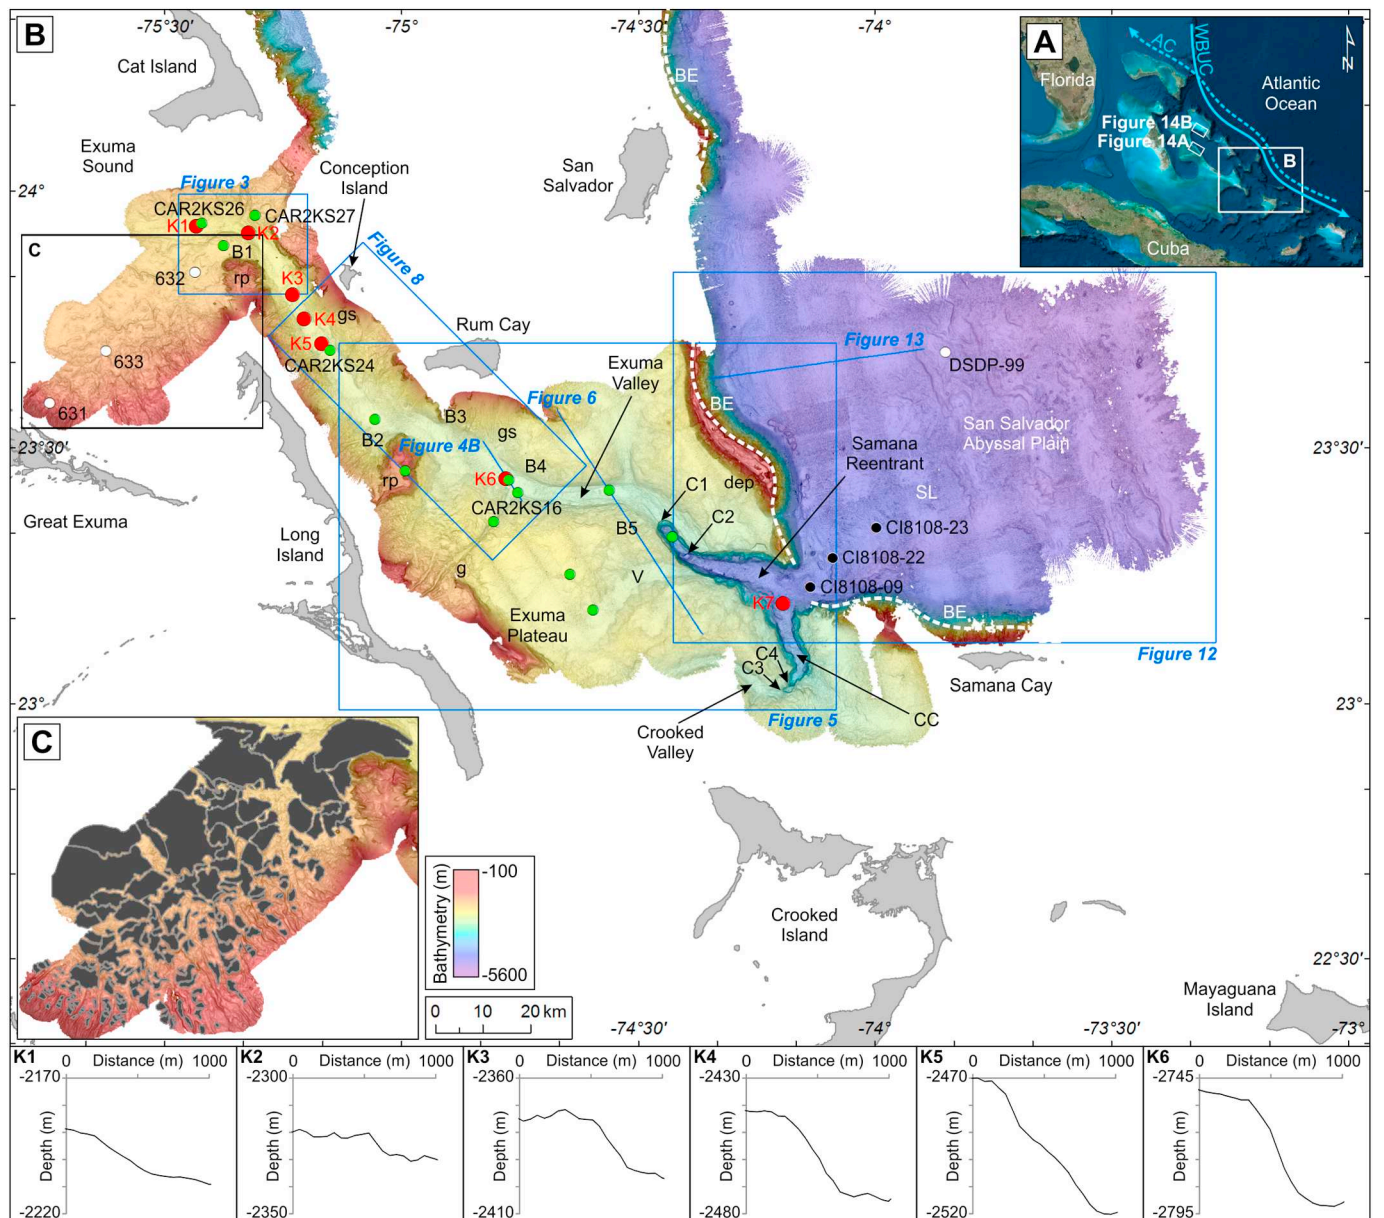 B
-75°30'
-75°
-74°30'
-74°
A
AC
WBUC
N
Florida
Atlantic
Ocean
Figure 14B
Figure 14A
B
Cuba
Cat Island
BE
Exuma
Sound
Conception
Island
San
Salvador
24°
Figure 3
CAR2KS26
CAR2KS27
K1
K2
C
B1
632
rp
K3
Figure 8
K4
gs
K5
Rum Cay
633
CAR2KS24
Exuma
Valley
Figure 13
DSDP-99
631
Figure 6
BE
B3
San Salvador
Abyssal Plain
B2
gs
Samana
Reentrant
23°30'
23°30'
Figure 4B
B4
rp
K6
dep
C1
SL
CAR2KS16
Great Exuma
Long
Island
B5
C2
CI8108-23
CI8108-22
g
V
CI8108-09
K7
Exuma
Plateau
BE
C4
C3
Figure 12
Samana Cay
23°
23°
Figure 5
CC
Crooked
Valley
C
Bathymetry (m)
-100
-5600
Crooked
Island
22°30'
Mayaguana
Island
0 10 20 km
-74°30'
-74°
-73°30'
-73°
K1
0 Distance (m) 1000
-2170
Depth (m)
-2220
K2
0 Distance (m) 1000
-2300
Depth (m)
-2350
K3
0 Distance (m) 1000
-2360
Depth (m)
-2410
K4
0 Distance (m) 1000
-2430
Depth (m)
-2480
K5
0 Distance (m) 1000
-2470
Depth (m)
-2520
K6
0 Distance (m) 1000
-2745
Depth (m)
-2795